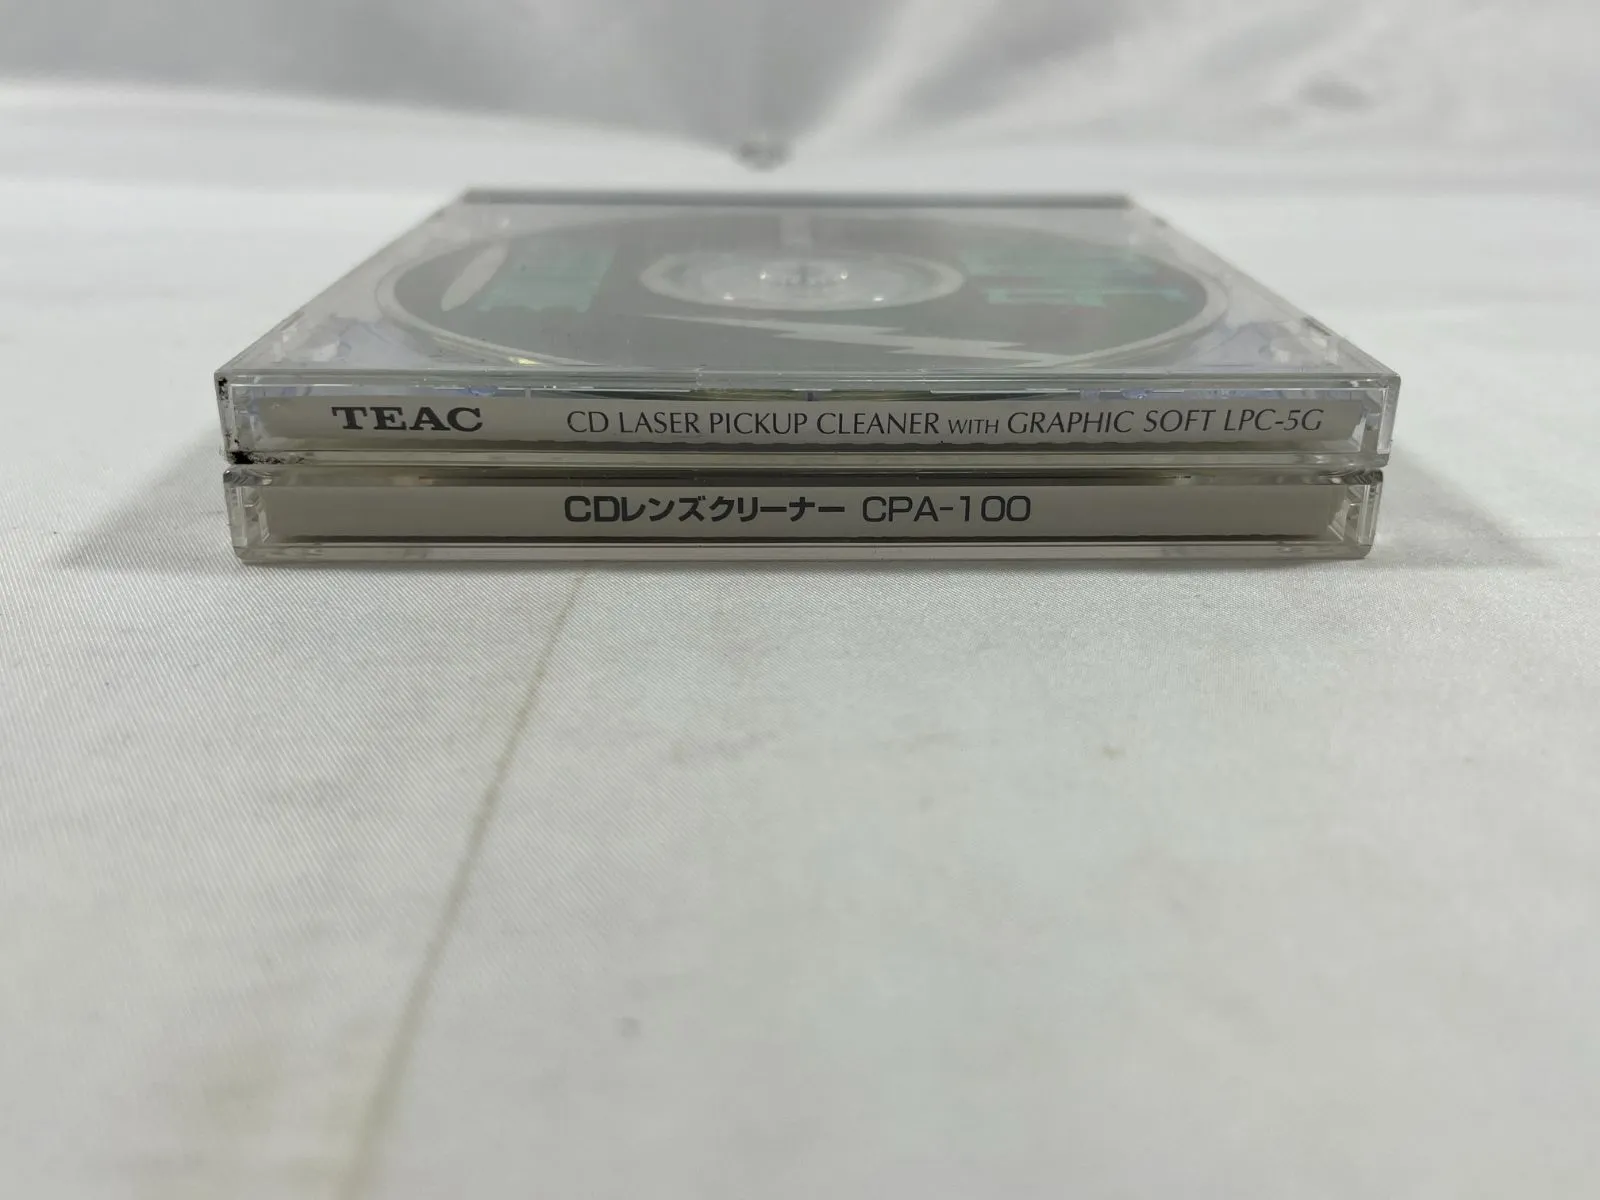 TEAC CD LASER PICKUP CLEANER WITH GRAPHIC SOFT LPC-5G
CDレンズクリーナー CPA-100